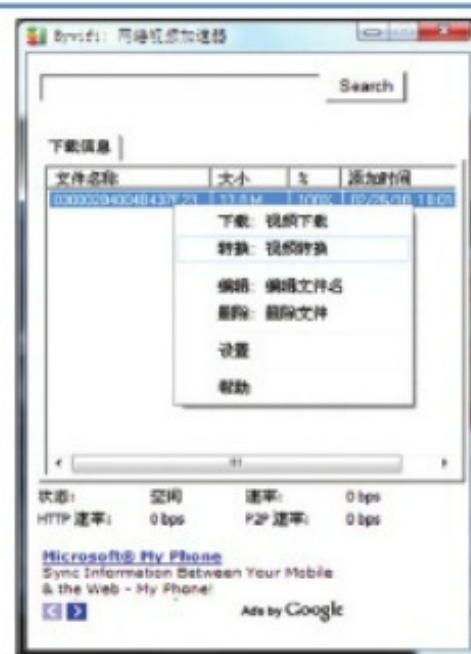 Byvifi: 网络视频加速器
Search
下载信息
文件名称 大小 % 添加时间
100%
下载: 视频下载
转换: 视频转换
编辑: 编辑文件名
删除: 删除文件
设置
帮助
状态: 空闲 速率: 0 bps
HTTP 速率: 0 bps P2P 速率: 0 bps
Microsoft® My Phone
Sync Information Between Your Mobile
& the Web - My Phone!
Ads by Google